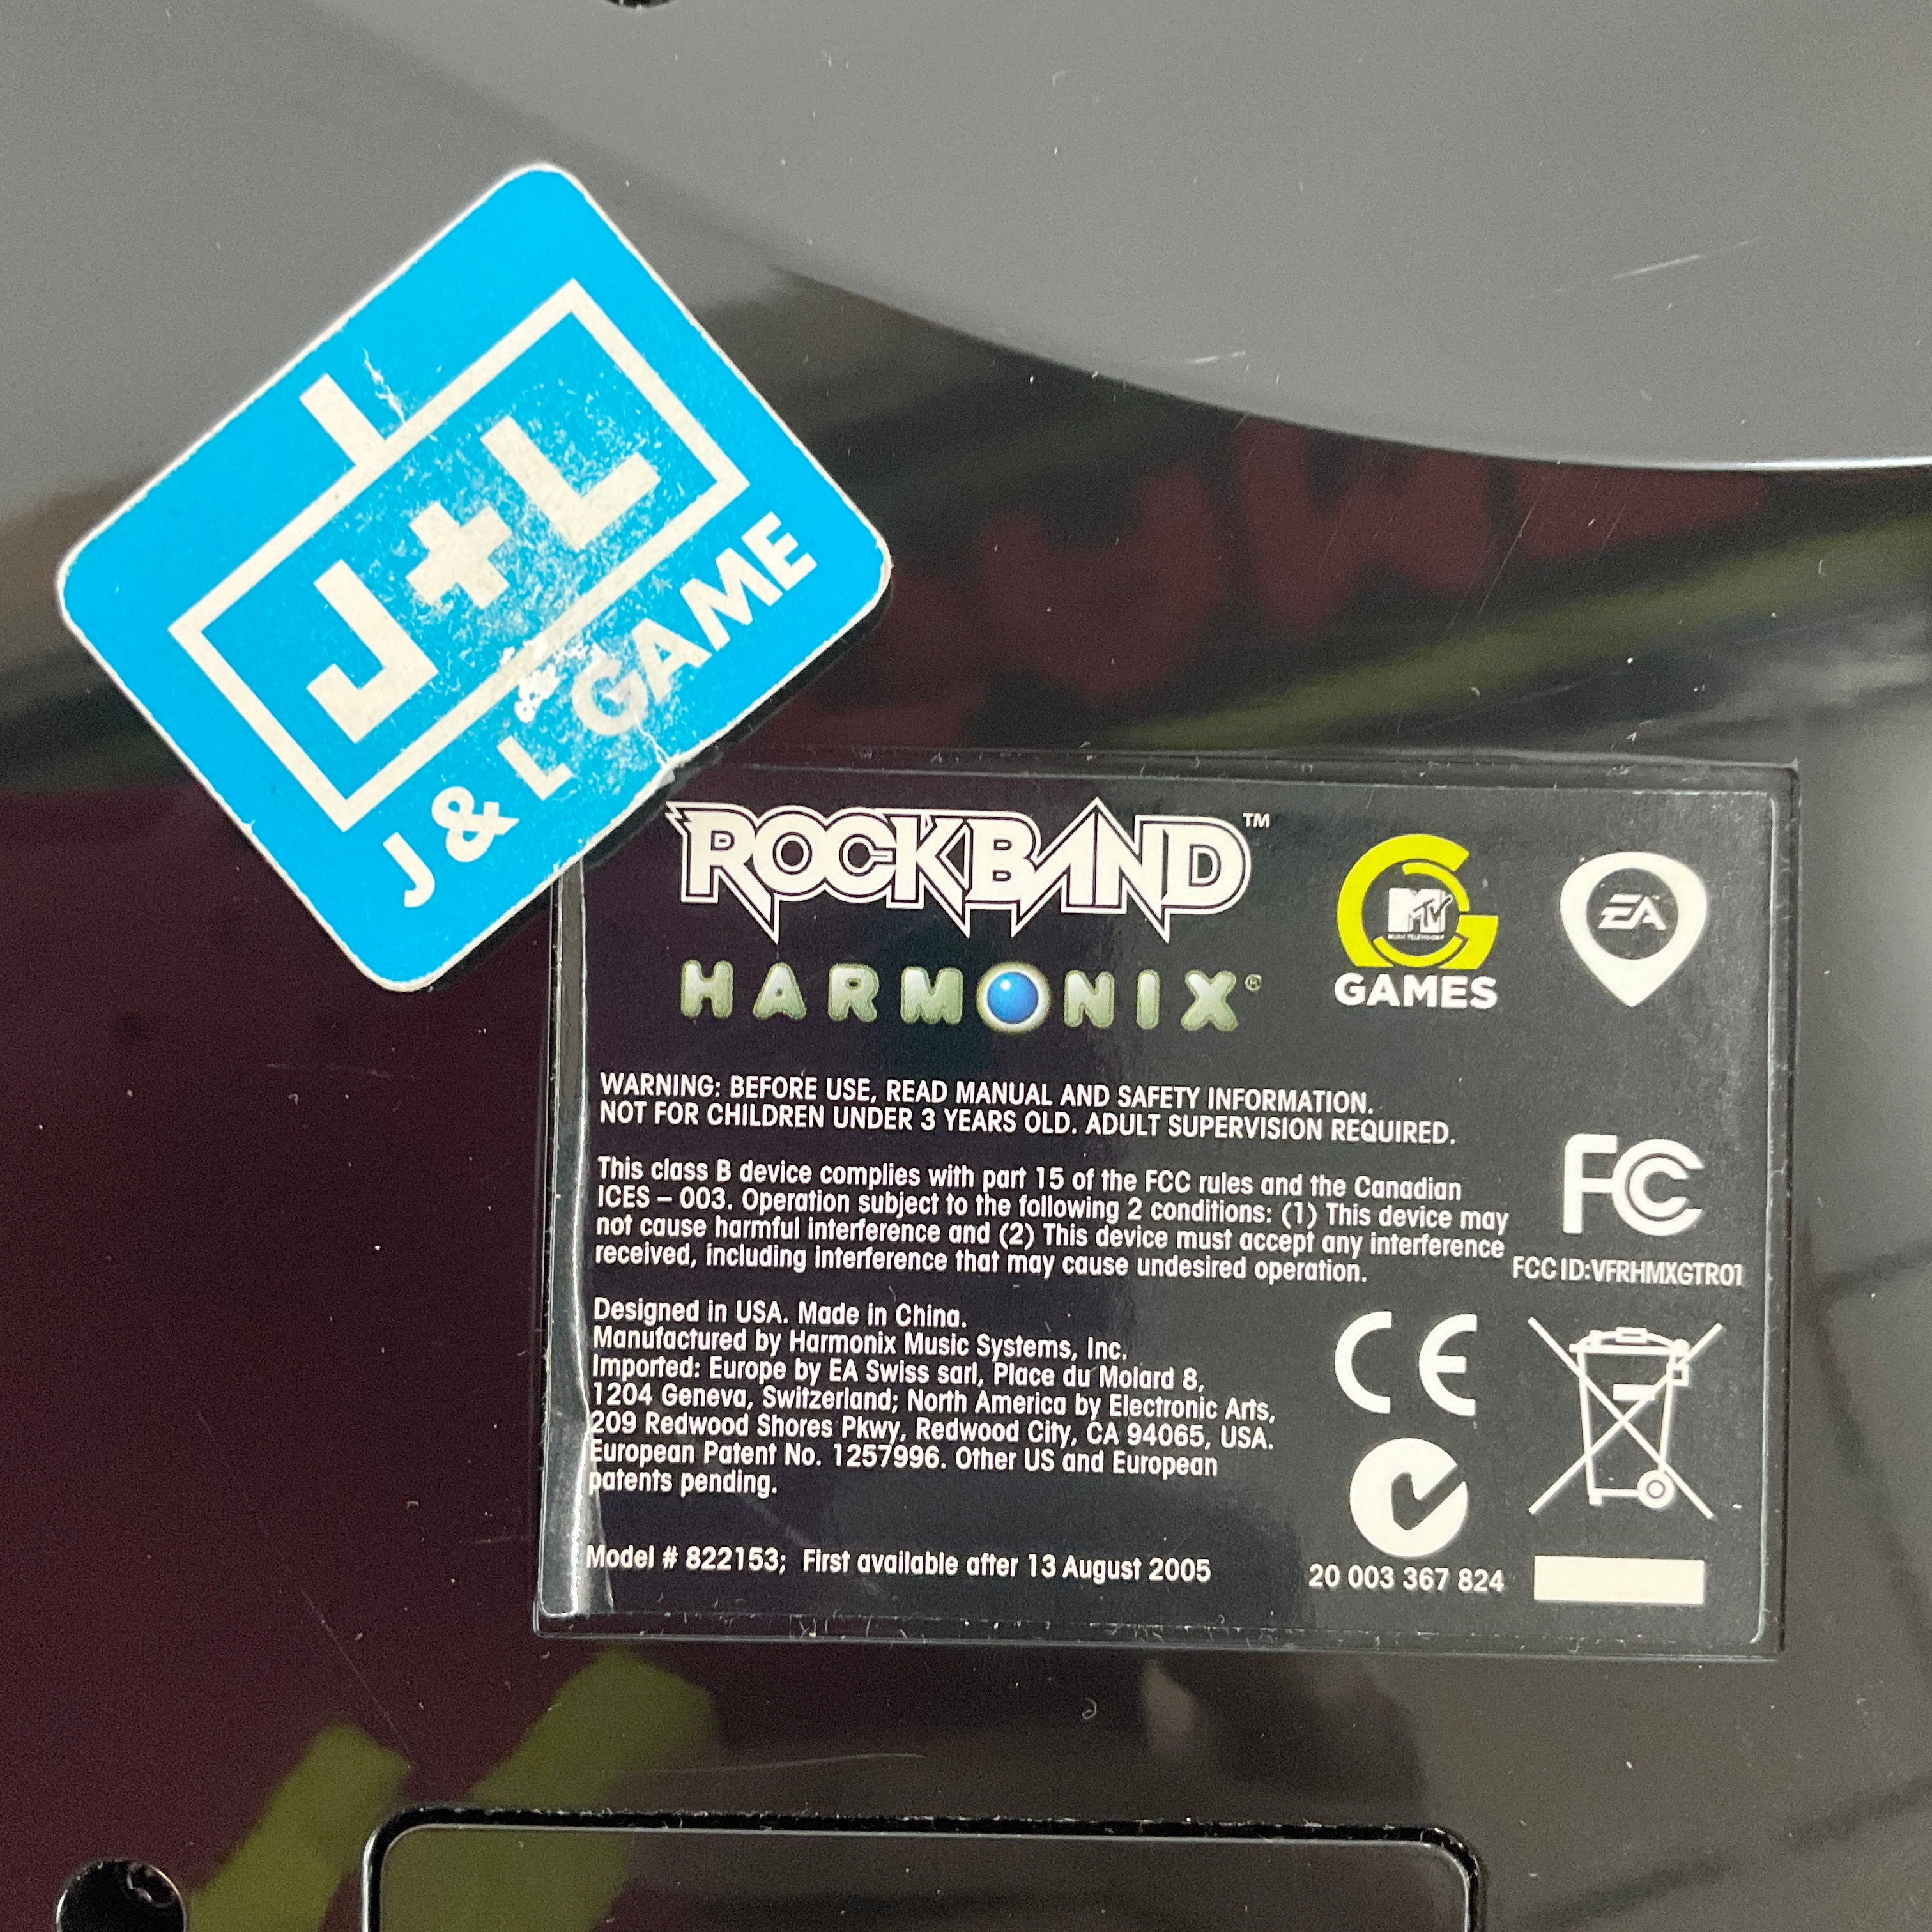 J+L
J & L GAME
ROCKBAND™
HARMONIX®
MTV
MUSIC TELEVISION
GAMES
EA
WARNING: BEFORE USE, READ MANUAL AND SAFETY INFORMATION.
NOT FOR CHILDREN UNDER 3 YEARS OLD. ADULT SUPERVISION REQUIRED.
This class B device complies with part 15 of the FCC rules and the Canadian
ICES – 003. Operation subject to the following 2 conditions: (1) This device may
not cause harmful interference and (2) This device must accept any interference
received, including interference that may cause undesired operation.
FC
FCC ID:VFRHMXGTR01
Designed in USA. Made in China.
Manufactured by Harmonix Music Systems, Inc.
Imported: Europe by EA Swiss sarl, Place du Molard 8,
1204 Geneva, Switzerland; North America by Electronic Arts,
209 Redwood Shores Pkwy, Redwood City, CA 94065, USA.
European Patent No. 1257996. Other US and European
patents pending.
CE
Model # 822153; First available after 13 August 2005
20 003 367 824